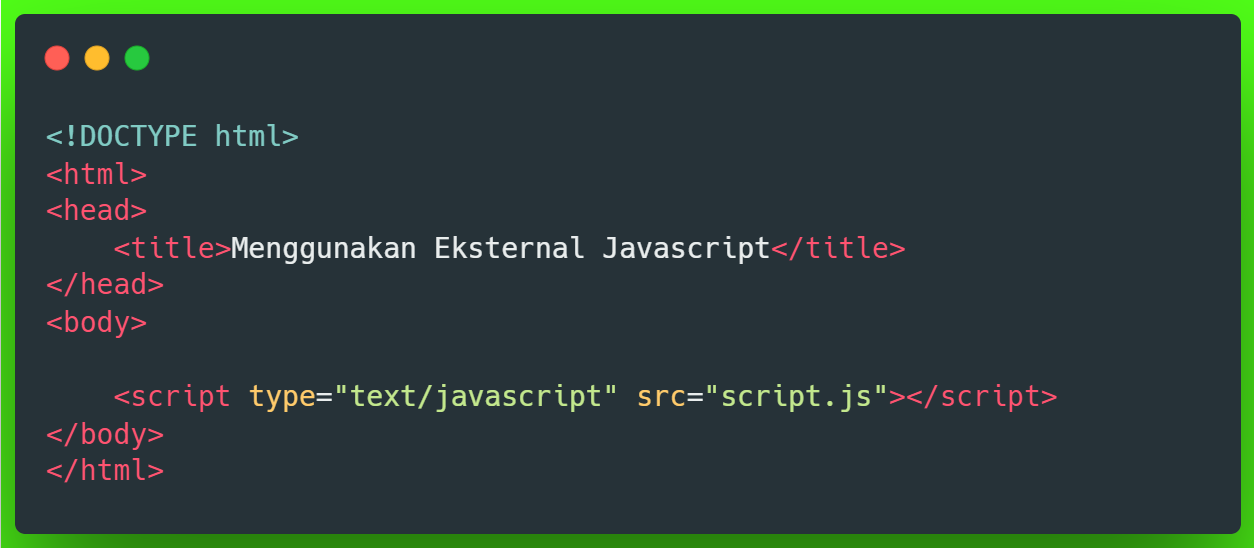 <!DOCTYPE html>
<html>
<head>
    <title>Menggunakan Eksternal Javascript</title>
</head>
<body>

    <script type="text/javascript" src="script.js"></script>
</body>
</html>